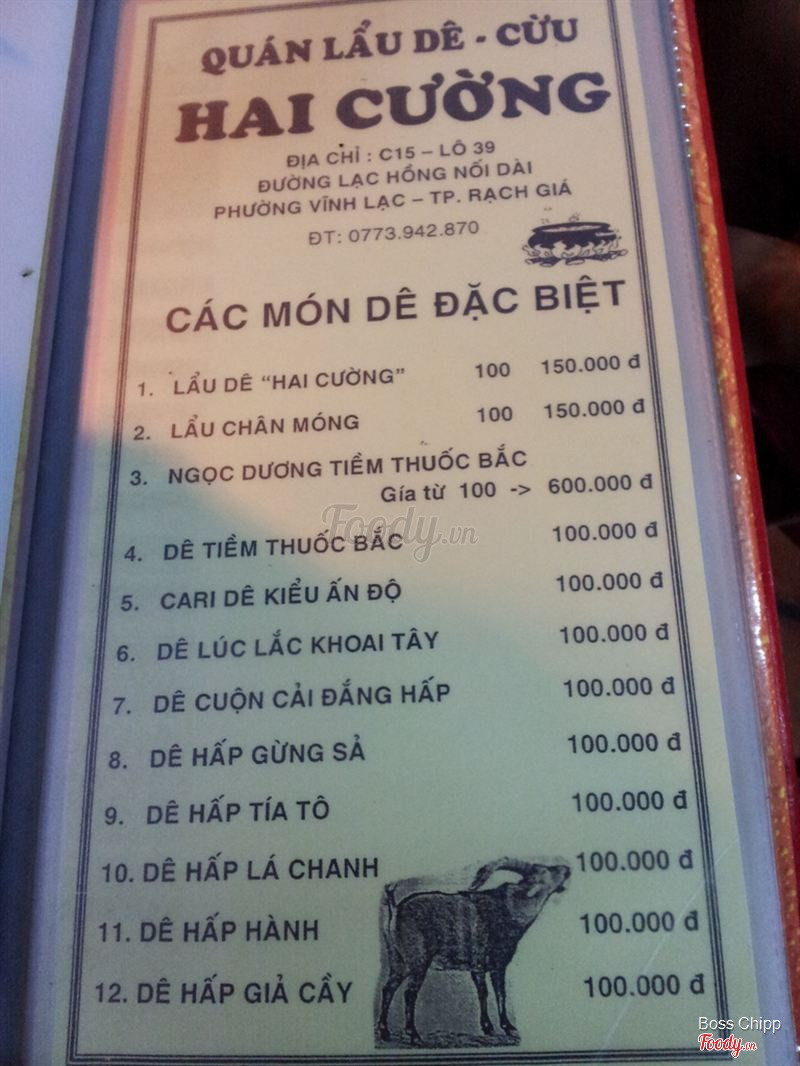 QUÁN LẨU DÊ - CỪU
HAI CƯỜNG
ĐỊA CHỈ : C15 – LÔ 39
ĐƯỜNG LẠC HỒNG NỐI DÀI
PHƯỜNG VĨNH LẠC – TP. RẠCH GIÁ
ĐT: 0773.942.870
CÁC MÓN DÊ ĐẶC BIỆT
1. LẨU DÊ “HAI CƯỜNG” 100 150.000 đ
2. LẨU CHÂN MÓNG 100 150.000 đ
3. NGỌC DƯƠNG TIỀM THUỐC BẮC
Gía từ 100 -> 600.000 đ
Foody.vn
4. DÊ TIỀM THUỐC BẮC 100.000 đ
5. CARI DÊ KIỂU ẤN ĐỘ 100.000 đ
6. DÊ LÚC LẮC KHOAI TÂY 100.000 đ
7. DÊ CUỘN CẢI ĐẮNG HẤP 100.000 đ
8. DÊ HẤP GỪNG SẢ 100.000 đ
9. DÊ HẤP TÍA TÔ 100.000 đ
10. DÊ HẤP LÁ CHANH 100.000 đ
11. DÊ HẤP HÀNH 100.000 đ
12. DÊ HẤP GIẢ CẦY 100.000 đ
Boss Chipp
Foody.vn